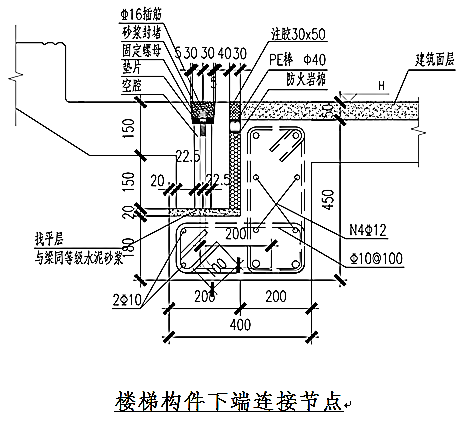 Φ16插筋
砂浆封堵
固定螺母
垫片
空腔
5 30 30 40 30
5
注胶30x50
PE棒 Φ40
防火岩棉
建筑面层
H
50
150
150
20
180
22.5
22.5
20
450
找平层
与梁同等级水泥砂浆
200
N4Φ12
Φ10@100
2Φ10
100
200
200
400
楼梯构件下端连接节点